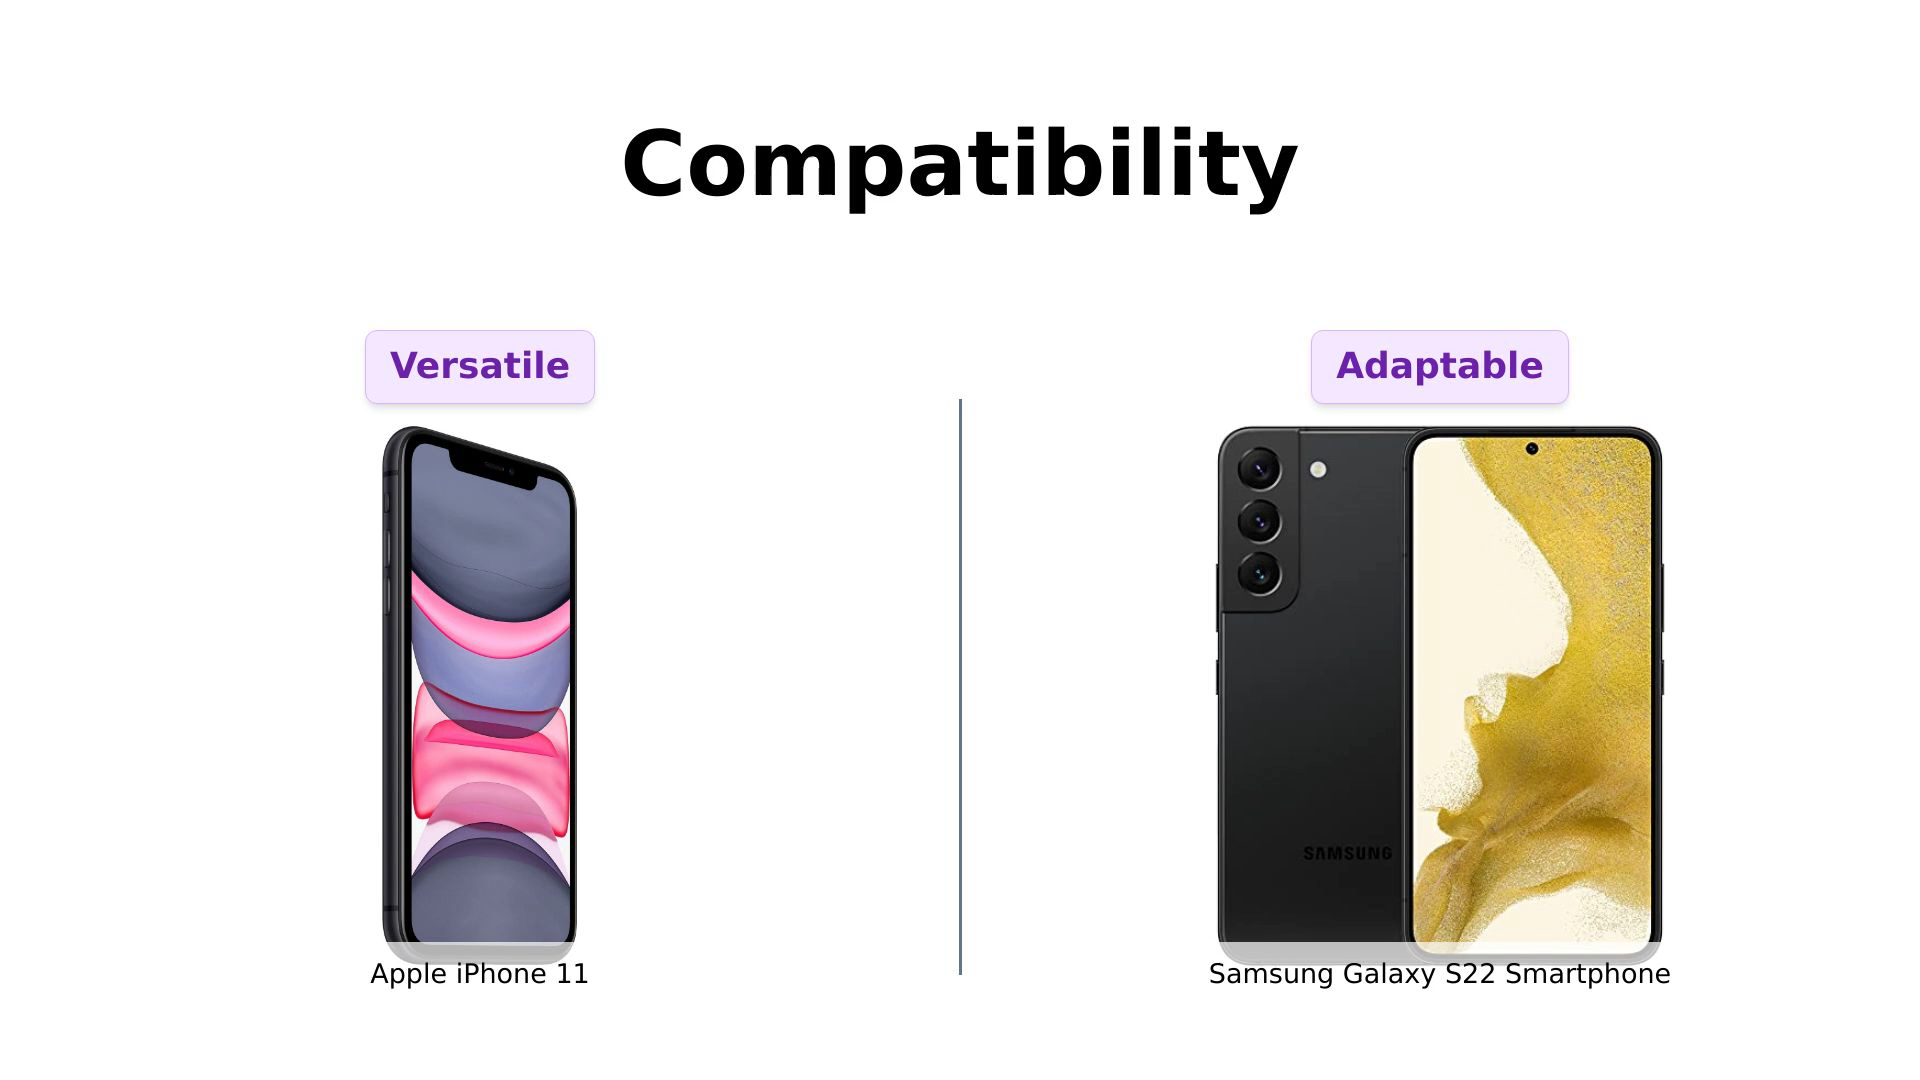 Compatibility
Versatile
Adaptable
SAMSUNG
Apple iPhone 11
Samsung Galaxy S22 Smartphone